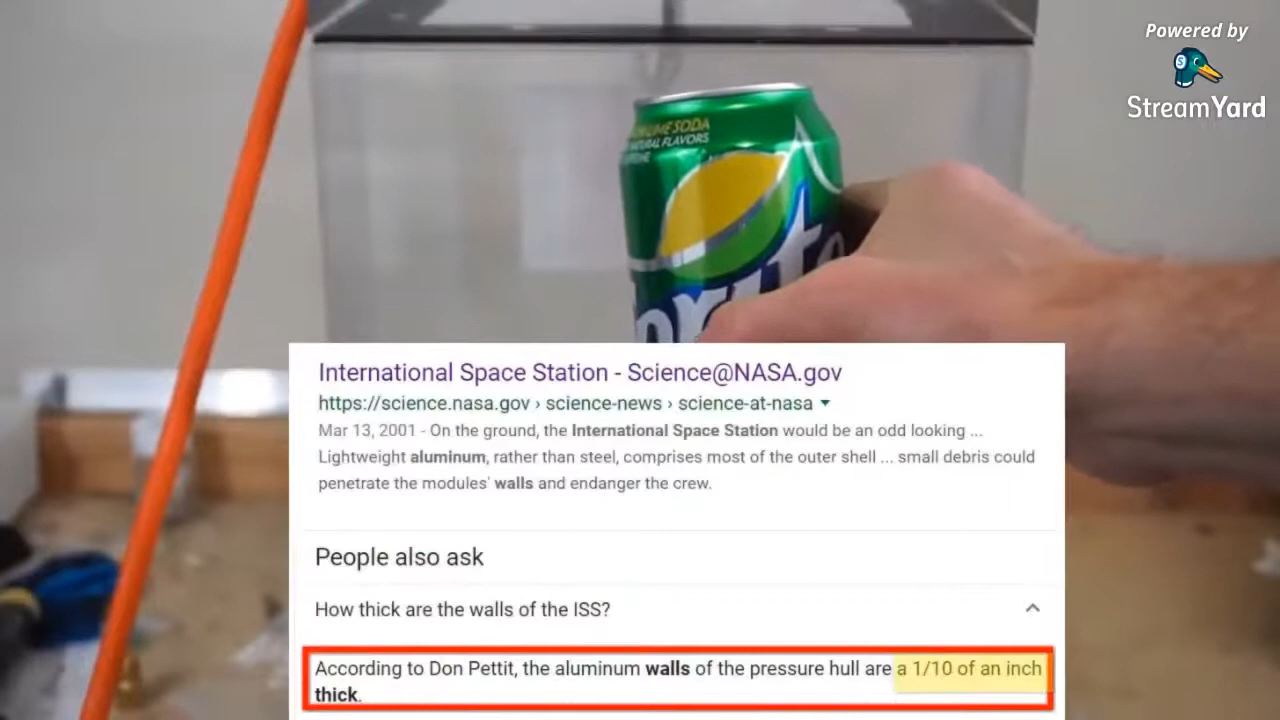 Powered by
StreamYard
LIME SODA
NATURAL FLAVORS
International Space Station - Science@NASA.gov
https://science.nasa.gov › science-news › science-at-nasa
Mar 13, 2001 - On the ground, the International Space Station would be an odd looking ...
Lightweight aluminum, rather than steel, comprises most of the outer shell ... small debris could
penetrate the modules' walls and endanger the crew.
People also ask
How thick are the walls of the ISS?
According to Don Pettit, the aluminum walls of the pressure hull are a 1/10 of an inch
thick.